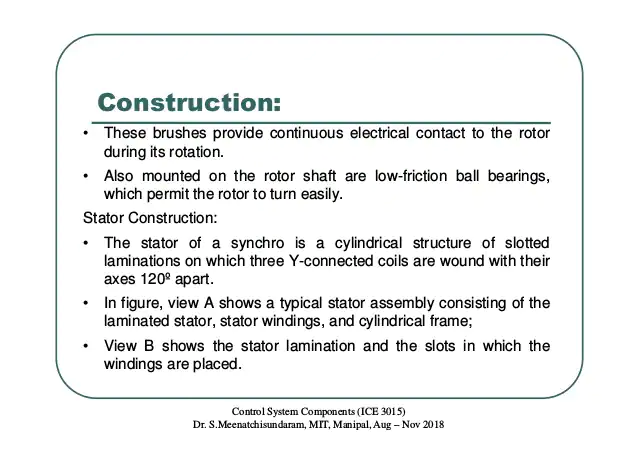 Construction:
• These brushes provide continuous electrical contact to the rotor
during its rotation.
• Also mounted on the rotor shaft are low-friction ball bearings,
which permit the rotor to turn easily.
Stator Construction:
• The stator of a synchro is a cylindrical structure of slotted
laminations on which three Y-connected coils are wound with their
axes 120º apart.
• In figure, view A shows a typical stator assembly consisting of the
laminated stator, stator windings, and cylindrical frame;
• View B shows the stator lamination and the slots in which the
windings are placed.
Control System Components (ICE 3015)
Dr. S.Meenatchisundaram, MIT, Manipal, Aug – Nov 2018